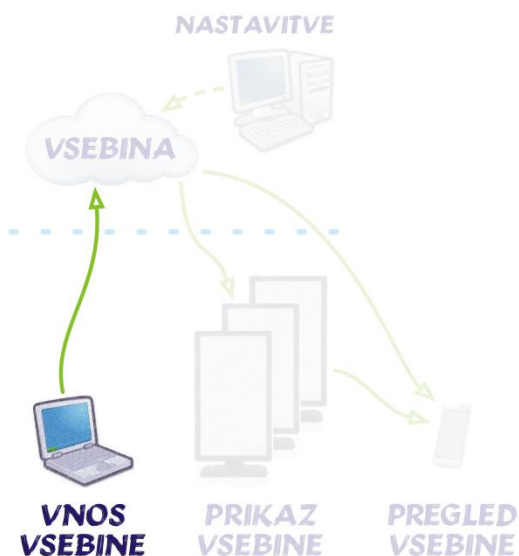 NASTAVITVE
VSEBINA
VNOS
VSEBINE
PRIKAZ
VSEBINE
PREGLED
VSEBINE